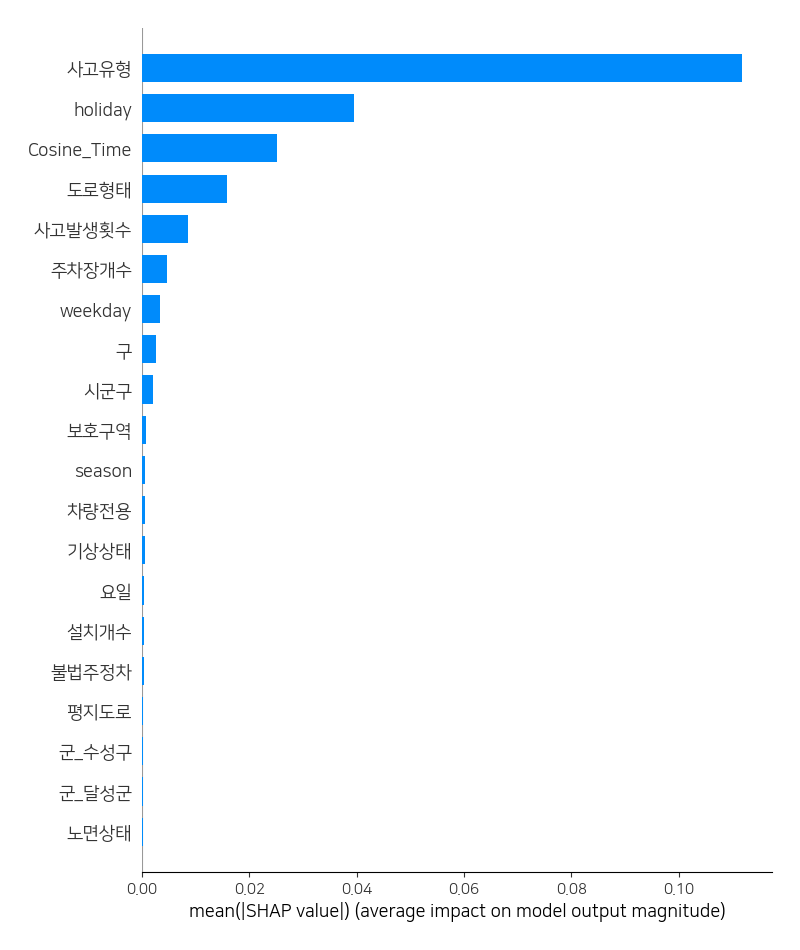 사고유형
holiday
Cosine_Time
도로형태
사고발생횟수
주차장개수
weekday
구
시군구
보호구역
season
차량전용
기상상태
요일
설치개수
불법주정차
평지도로
군_수성구
군_달성군
노면상태
0.00 0.02 0.04 0.06 0.08 0.10
mean(|SHAP value|) (average impact on model output magnitude)